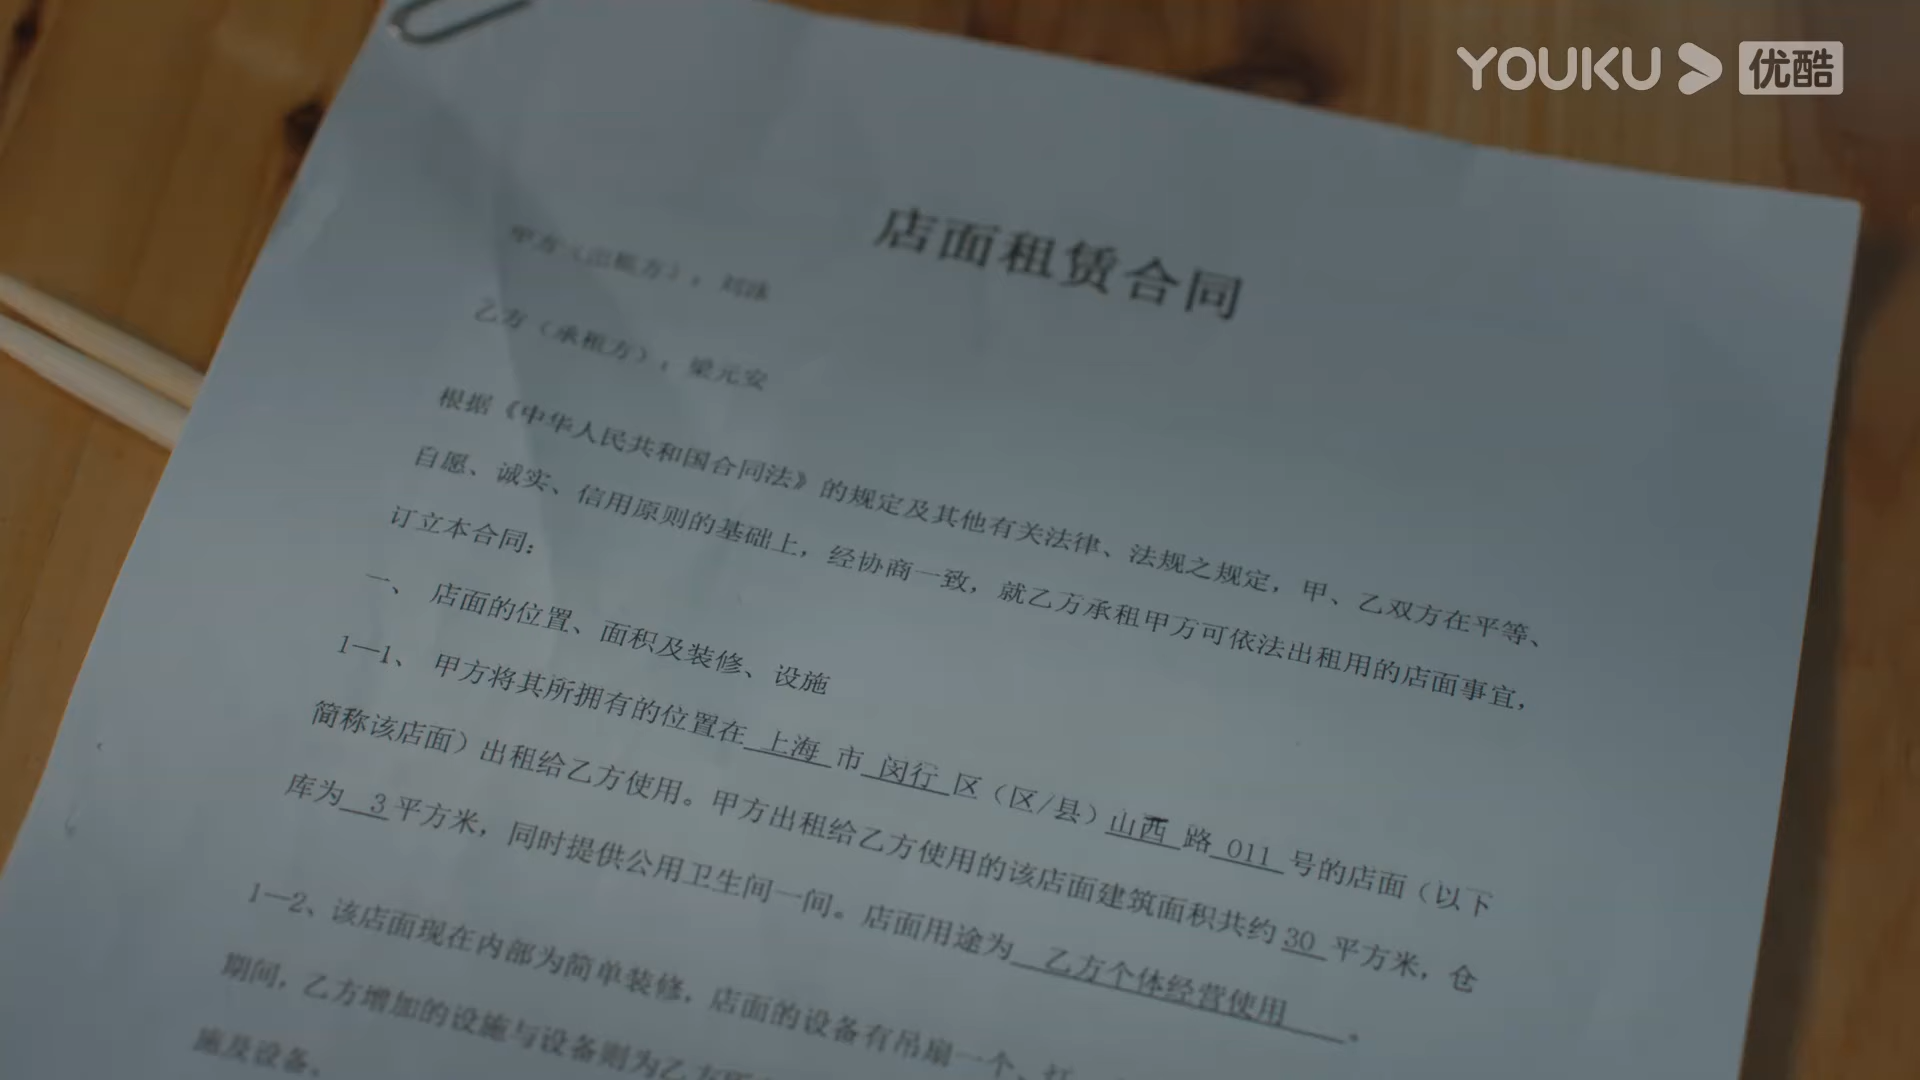 YOUKU 优酷
店面租赁合同
甲方（出租方）：刘
乙方（承租方）：梁元安
根据《中华人民共和国合同法》的规定及其他有关法律、法规之规定，甲、乙双方在平等、
自愿、诚实、信用原则的基础上，经协商一致，就乙方承租甲方可依法出租用的店面事宜，
订立本合同：
一、 店面的位置、面积及装修、设施
1—1、 甲方将其所拥有的位置在 上海 市 闵行 区（区/县）山西 路 011 号的店面（以下
简称该店面）出租给乙方使用。甲方出租给乙方使用的该店面建筑面积共约 30 平方米，仓
库为 3 平方米，同时提供公用卫生间一间。店面用途为 乙方个体经营使用 。
1—2、该店面现在内部为简单装修，店面的设备有吊扇一个、灯
期间，乙方增加的设施与设备则为乙方
施及设备。